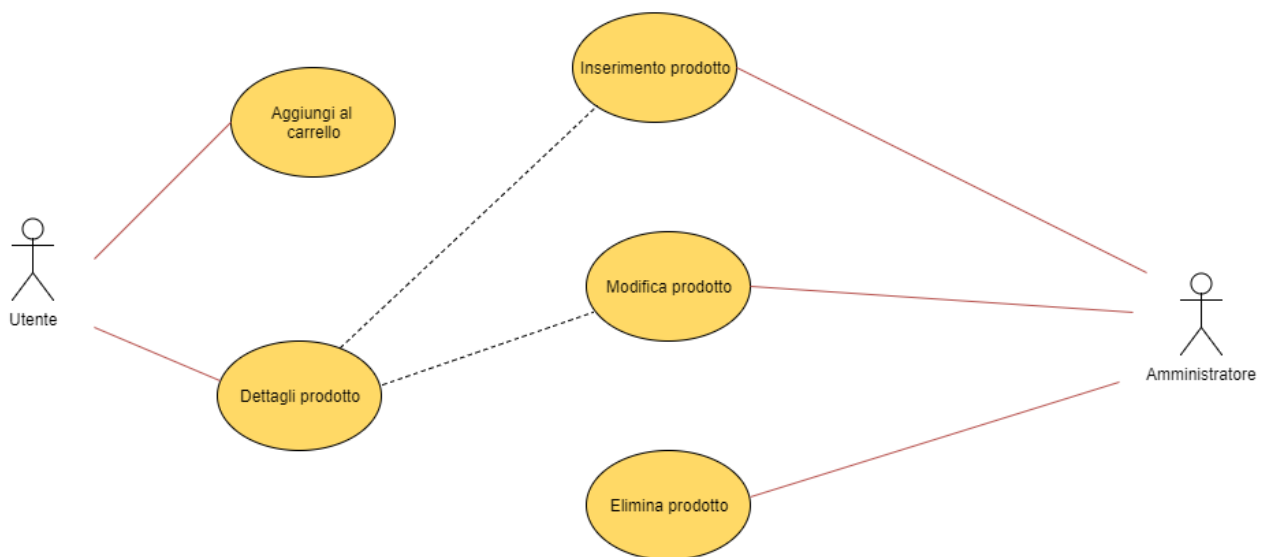 Inserimento prodotto
Aggiungi al
carrello
Modifica prodotto
Utente
Amministratore
Dettagli prodotto
Elimina prodotto